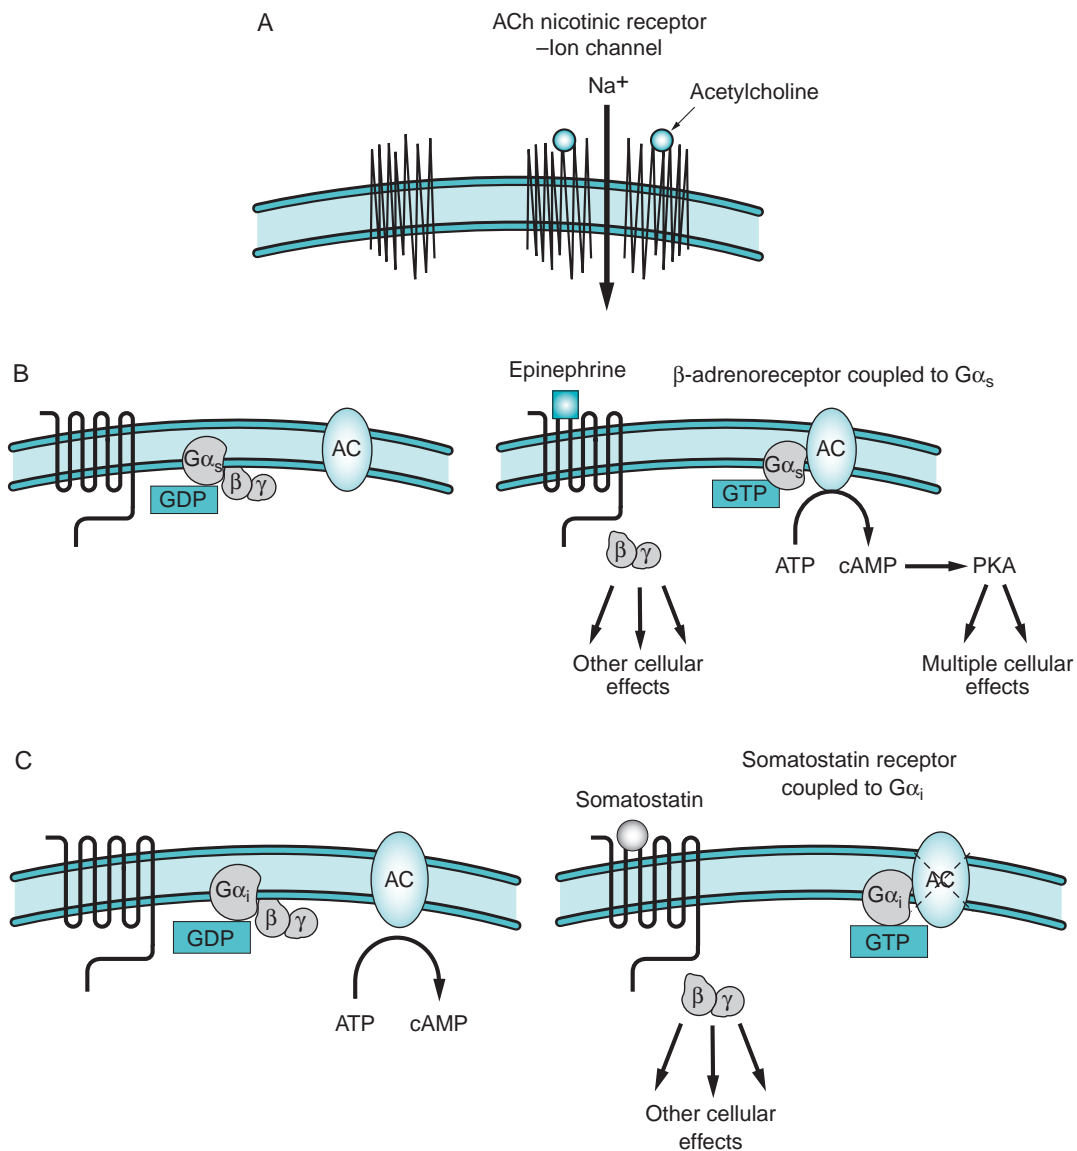 A
ACh nicotinic receptor
–Ion channel
Na+
Acetylcholine
B
Epinephrine
β-adrenoreceptor coupled to Gαs
AC
Gαs
β γ
GDP
AC
Gαs
GTP
β γ
ATP cAMP PKA
Other cellular
effects
Multiple cellular
effects
C
Somatostatin receptor
coupled to Gαi
Somatostatin
AC
Gαi
β γ
GDP
ATP cAMP
AC
Gαi
GTP
β γ
Other cellular
effects